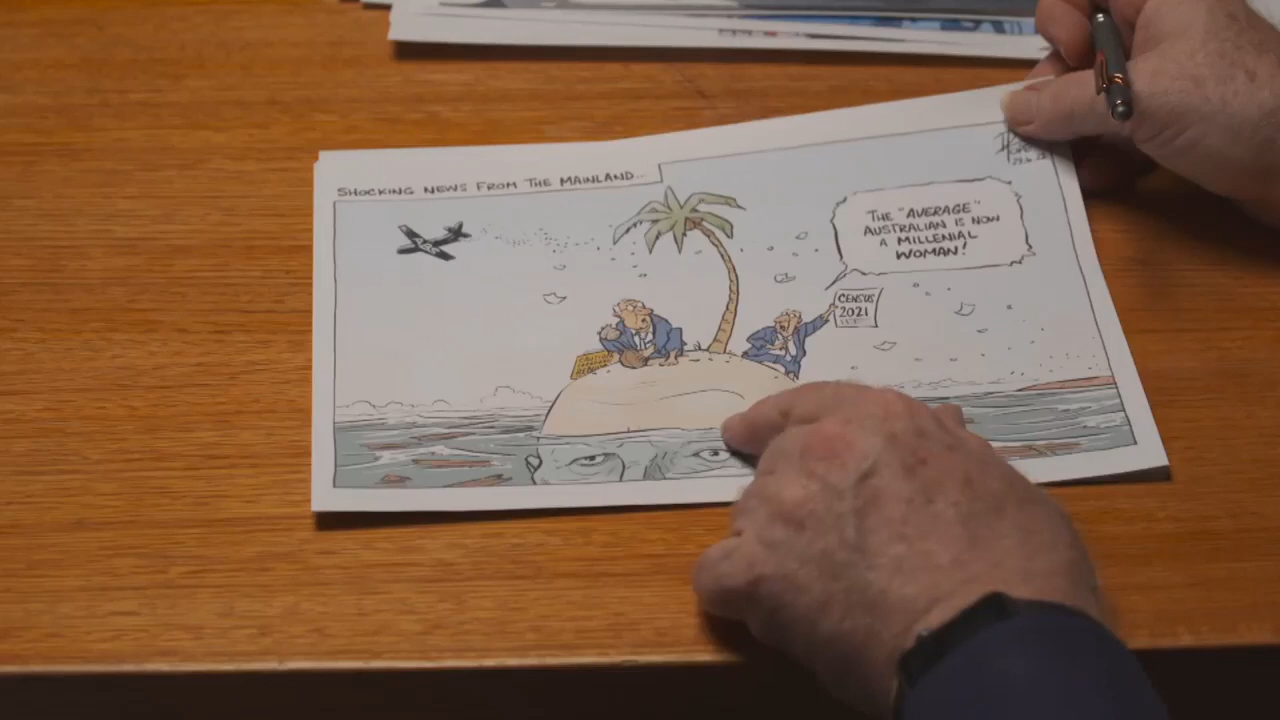 SHOCKING NEWS FROM THE MAINLAND...
THE "AVERAGE"
AUSTRALIAN IS NOW
A MILLENIAL
WOMAN!
CENSUS
2021